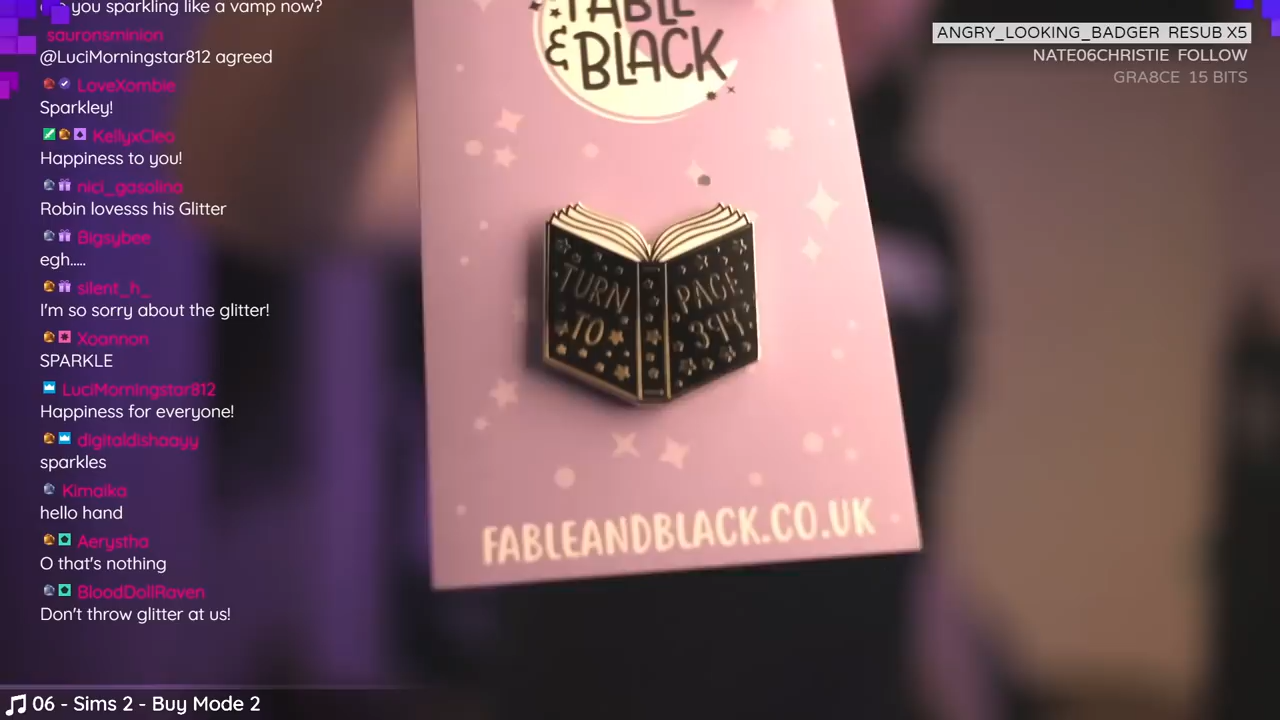 you sparkling like a vamp now?
sauronsminion
@LuciMorningstar812 agreed
LoveXombie
Sparkley!
KellyxCleo
Happiness to you!
nici_gasolina
Robin lovesss his Glitter
Bigsybee
egh.....
silent_h_
I'm so sorry about the glitter!
Xoannon
SPARKLE
LuciMorningstar812
Happiness for everyone!
digitaldishaayy
sparkles
Kimaika
hello hand
Aerystha
O that's nothing
BloodDollRaven
Don't throw glitter at us!
06 - Sims 2 - Buy Mode 2
FABLE
& BLACK
TURN
TO
PAGE
394
FABLEANDBLACK.CO.UK
ANGRY_LOOKING_BADGER RESUB X5
NATE06CHRISTIE FOLLOW
GRA8CE 15 BITS